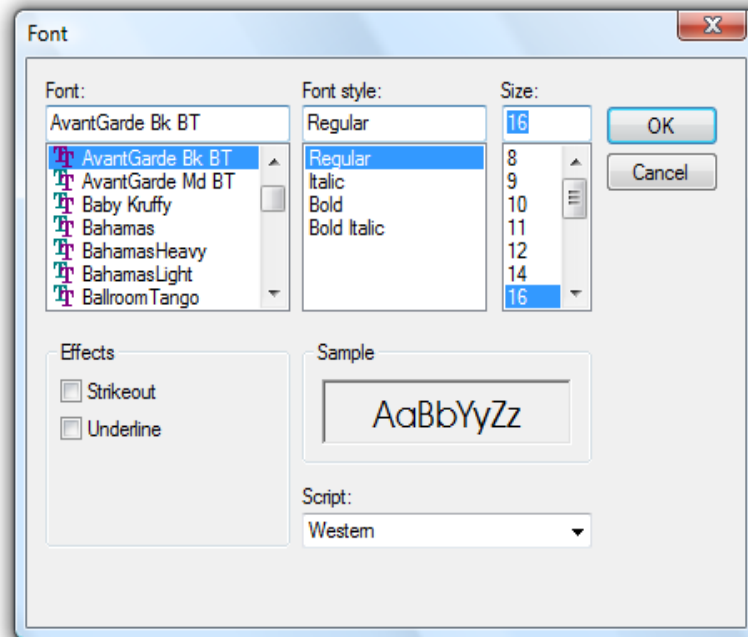 Font
Font:
Font style:
Size:
AvantGarde Bk BT
Regular
16
OK
AvantGarde Bk BT
AvantGarde Md BT
Baby Kruffy
Bahamas
BahamasHeavy
BahamasLight
BallroomTango
Regular
Italic
Bold
Bold Italic
8
9
10
11
12
14
16
Cancel
Effects
Strikeout
Underline
Sample
AaBbYyZz
Script:
Western